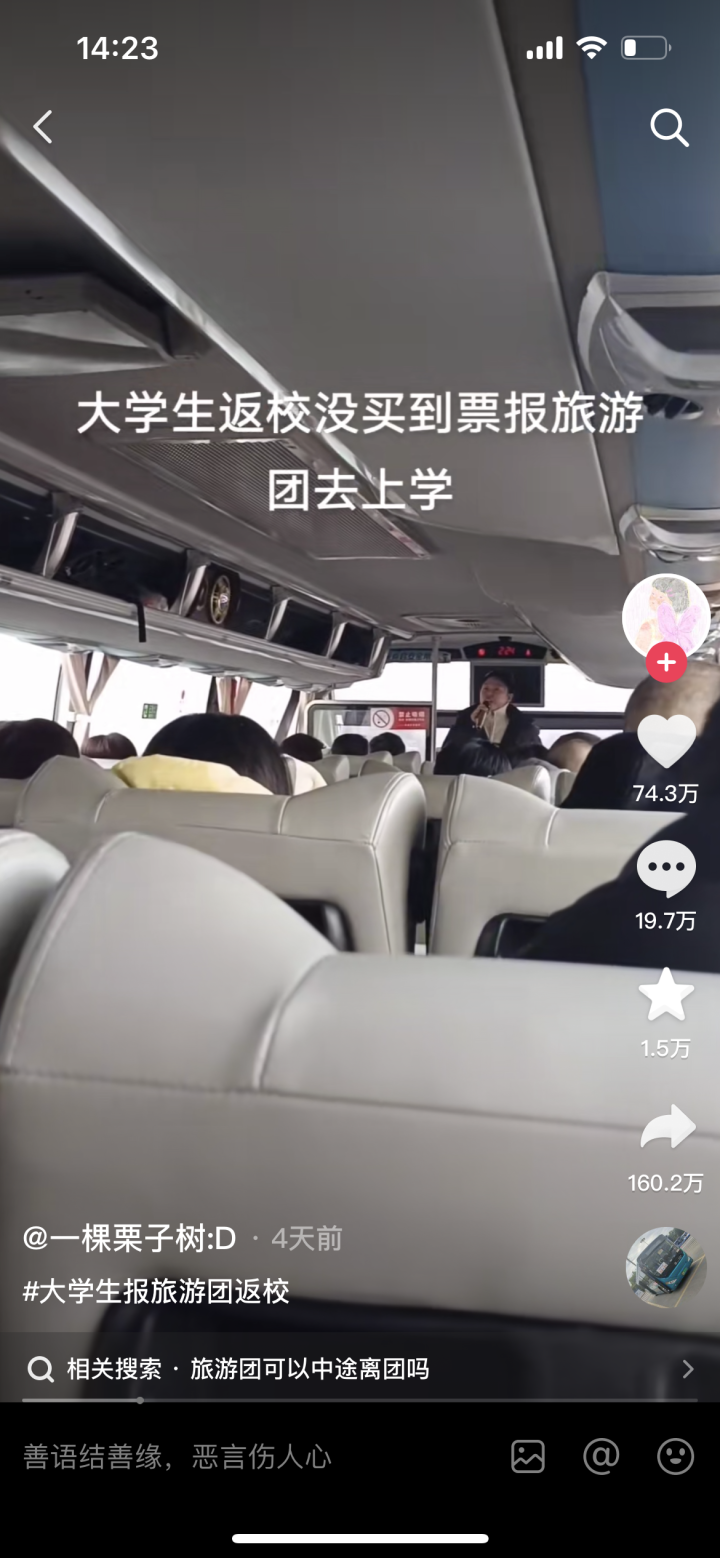 14:23
大学生返校没买到票报旅游
团去上学
74.3万
19.7万
1.5万
160.2万
@一棵栗子树:D · 4天前
#大学生报旅游团返校
相关搜索 · 旅游团可以中途离团吗
善语结善缘，恶言伤人心